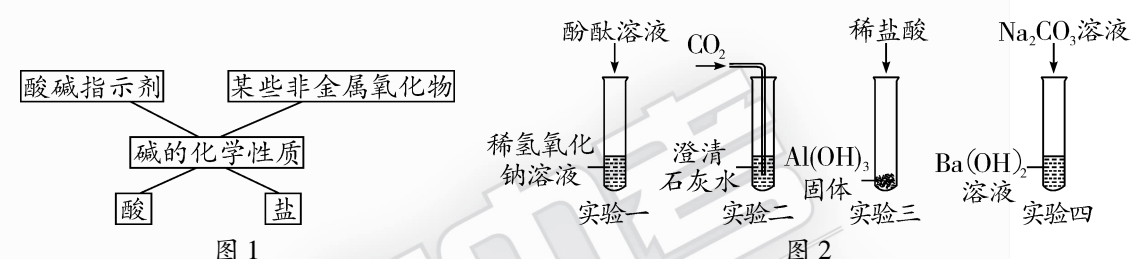 酸碱指示剂
某些非金属氧化物
碱的化学性质
酸
盐
图 1
酚酞溶液
稀氢氧化
钠溶液
实验一
CO₂
澄清
石灰水
实验二
稀盐酸
Al(OH)₃
固体
实验三
Na₂CO₃溶液
Ba(OH)₂
溶液
实验四
图 2